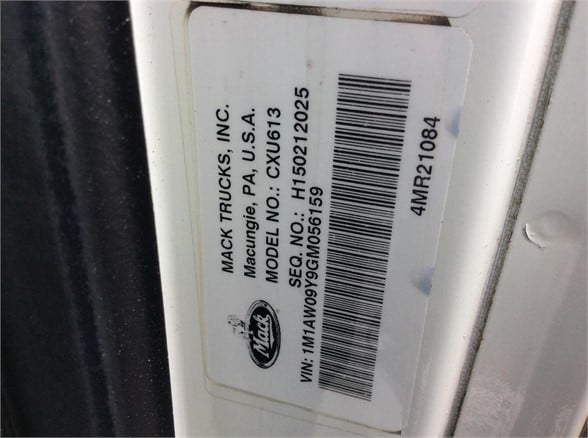 MACK TRUCKS, INC.
Macungie, PA, U.S.A.
MODEL NO.: CXU613
SEQ. NO.: H150212025
Mack
VIN: 1M1AW09Y9GM056159
4MR21084